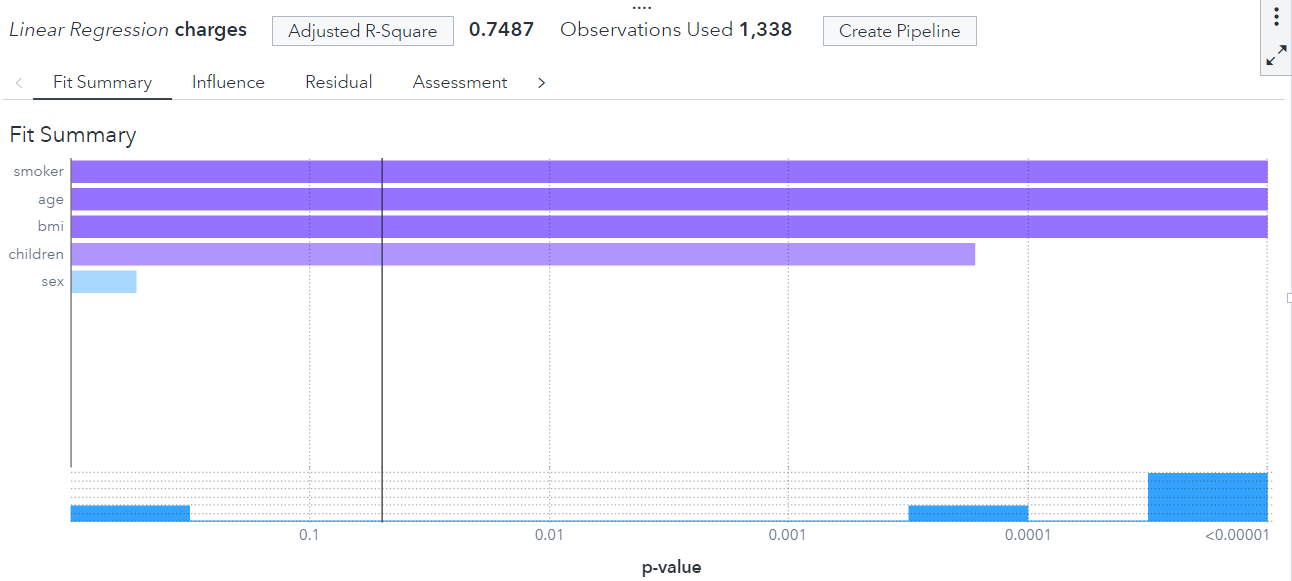 Linear Regression charges Adjusted R-Square 0.7487 Observations Used 1,338 Create Pipeline
Fit Summary Influence Residual Assessment
Fit Summary
smoker
age
bmi
children
sex
0.1 0.01 0.001 0.0001 <0.00001
p-value